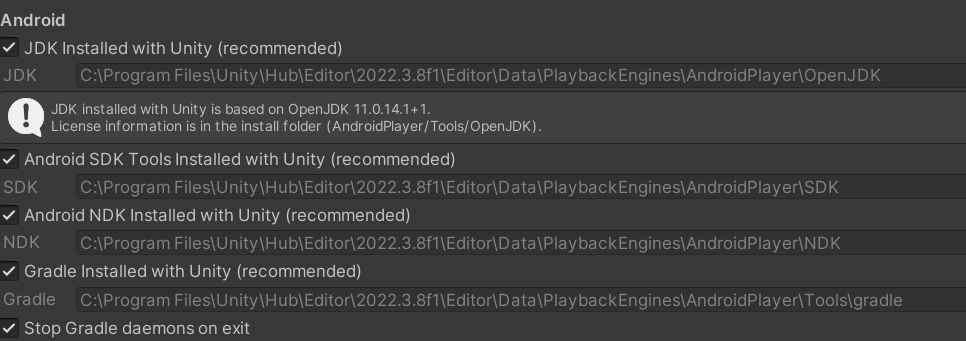 Android
JDK Installed with Unity (recommended)
JDK C:\Program Files\Unity\Hub\Editor\2022.3.8f1\Editor\Data\PlaybackEngines\AndroidPlayer\OpenJDK
JDK installed with Unity is based on OpenJDK 11.0.14.1+1.
License information is in the install folder (AndroidPlayer/Tools/OpenJDK).
Android SDK Tools Installed with Unity (recommended)
SDK C:\Program Files\Unity\Hub\Editor\2022.3.8f1\Editor\Data\PlaybackEngines\AndroidPlayer\SDK
Android NDK Installed with Unity (recommended)
NDK C:\Program Files\Unity\Hub\Editor\2022.3.8f1\Editor\Data\PlaybackEngines\AndroidPlayer\NDK
Gradle Installed with Unity (recommended)
Gradle C:\Program Files\Unity\Hub\Editor\2022.3.8f1\Editor\Data\PlaybackEngines\AndroidPlayer\Tools\gradle
Stop Gradle daemons on exit